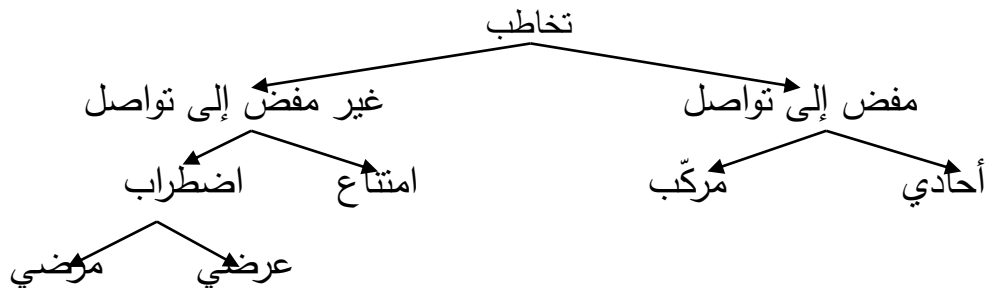 تخاطب
مفض إلى تواصل غير مفض إلى تواصل
أحادي مركّب امتناع اضطراب
عرضي مرضي